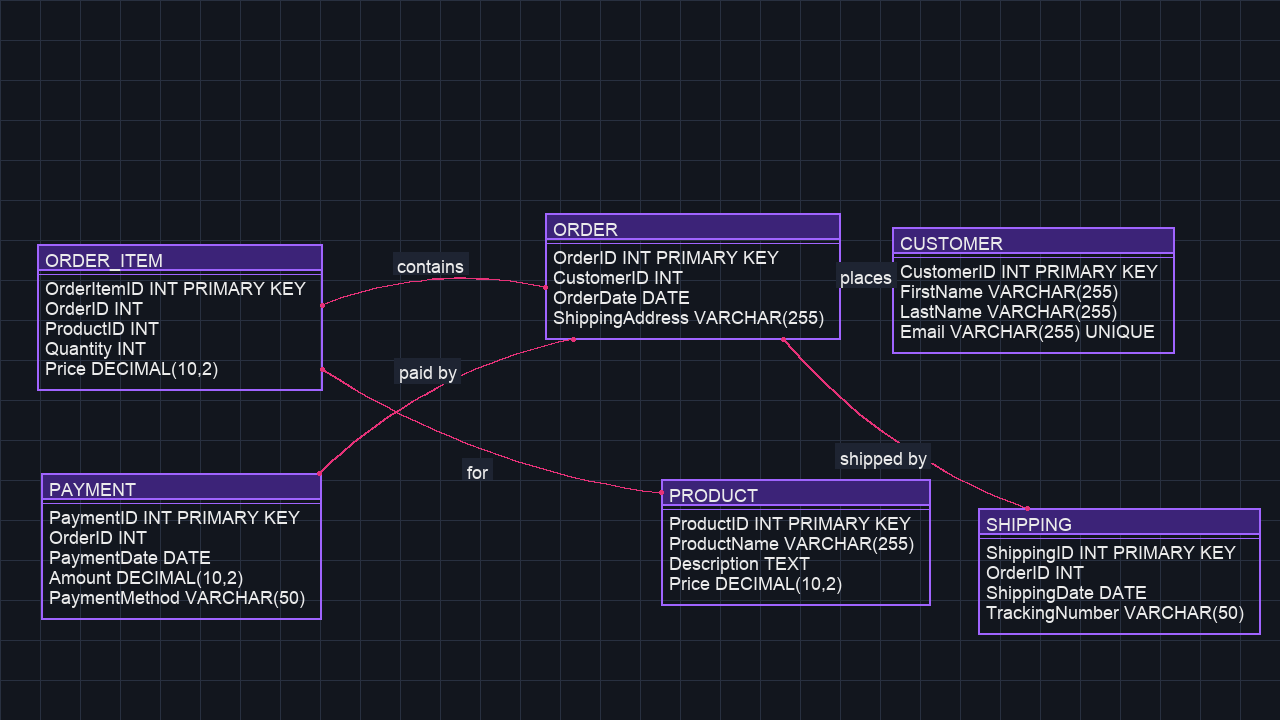 ORDER
OrderID INT PRIMARY KEY
CustomerID INT
OrderDate DATE
ShippingAddress VARCHAR(255)
places
CUSTOMER
CustomerID INT PRIMARY KEY
FirstName VARCHAR(255)
LastName VARCHAR(255)
Email VARCHAR(255) UNIQUE
ORDER_ITEM
OrderItemID INT PRIMARY KEY
OrderID INT
ProductID INT
Quantity INT
Price DECIMAL(10,2)
contains
paid by
for
shipped by
PAYMENT
PaymentID INT PRIMARY KEY
OrderID INT
PaymentDate DATE
Amount DECIMAL(10,2)
PaymentMethod VARCHAR(50)
PRODUCT
ProductID INT PRIMARY KEY
ProductName VARCHAR(255)
Description TEXT
Price DECIMAL(10,2)
SHIPPING
ShippingID INT PRIMARY KEY
OrderID INT
ShippingDate DATE
TrackingNumber VARCHAR(50)